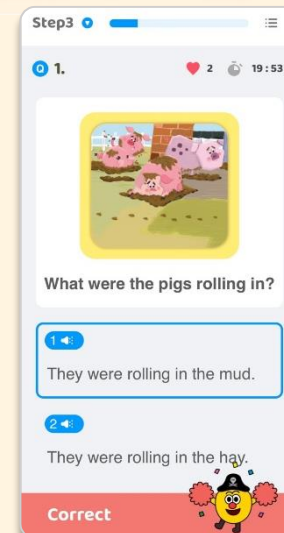 Step3
Q 1.
2
19:53
What were the pigs rolling in?
1
They were rolling in the mud.
2
They were rolling in the hay.
Correct